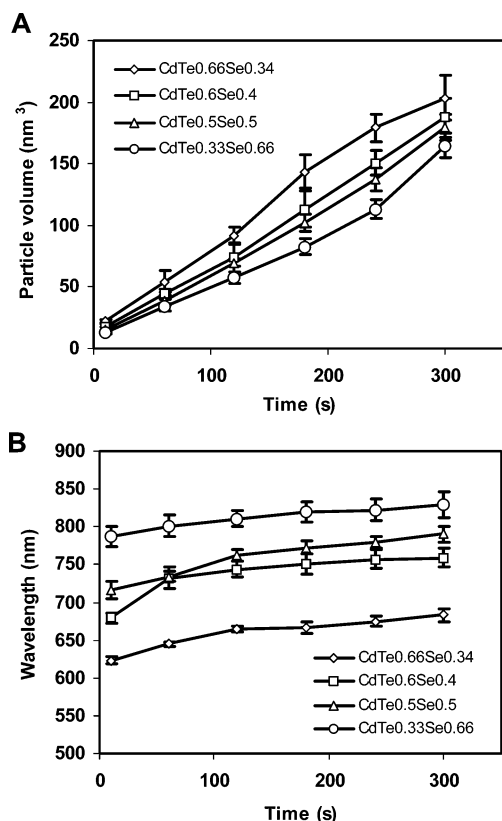 A
250
200
150
100
50
0
Particle volume (nm 3)
CdTe0.66Se0.34
CdTe0.6Se0.4
CdTe0.5Se0.5
CdTe0.33Se0.66
0 100 200 300
Time (s)
B
900
850
800
750
700
650
600
550
500
Wavelength (nm)
CdTe0.66Se0.34
CdTe0.6Se0.4
CdTe0.5Se0.5
CdTe0.33Se0.66
0 100 200 300
Time (s)